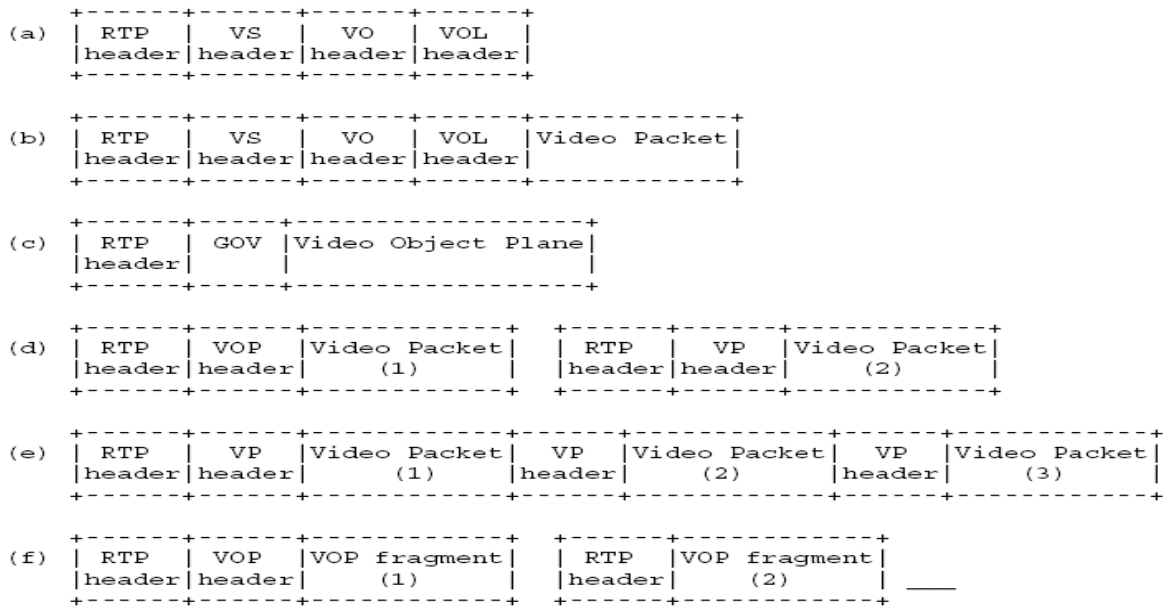 +------+------+------+------+
(a)  | RTP  |  VS  |  VO  | VOL  |
     |header|header|header|header|
     +------+------+------+------+
     +------+------+------+------+------------+
(b)  | RTP  |  VS  |  VO  | VOL  |Video Packet|
     |header|header|header|header|            |
     +------+------+------+------+------------+
     +------+-----+------------------+
(c)  | RTP  | GOV |Video Object Plane|
     |header|     |                  |
     +------+-----+------------------+
     +------+------+------------+  +------+------+------------+
(d)  | RTP  | VOP  |Video Packet|  | RTP  |  VP  |Video Packet|
     |header|header|    (1)     |  |header|header|    (2)     |
     +------+------+------------+  +------+------+------------+
     +------+------+------------+------+------------+------+------------+
(e)  | RTP  |  VP  |Video Packet|  VP  |Video Packet|  VP  |Video Packet|
     |header|header|    (1)     |header|    (2)     |header|    (3)     |
     +------+------+------------+------+------------+------+------------+
     +------+------+------------+  +------+------------+
(f)  | RTP  | VOP  |VOP fragment|  | RTP  |VOP fragment|
     |header|header|    (1)     |  |header|    (2)     | ___
     +------+------+------------+  +------+------------+